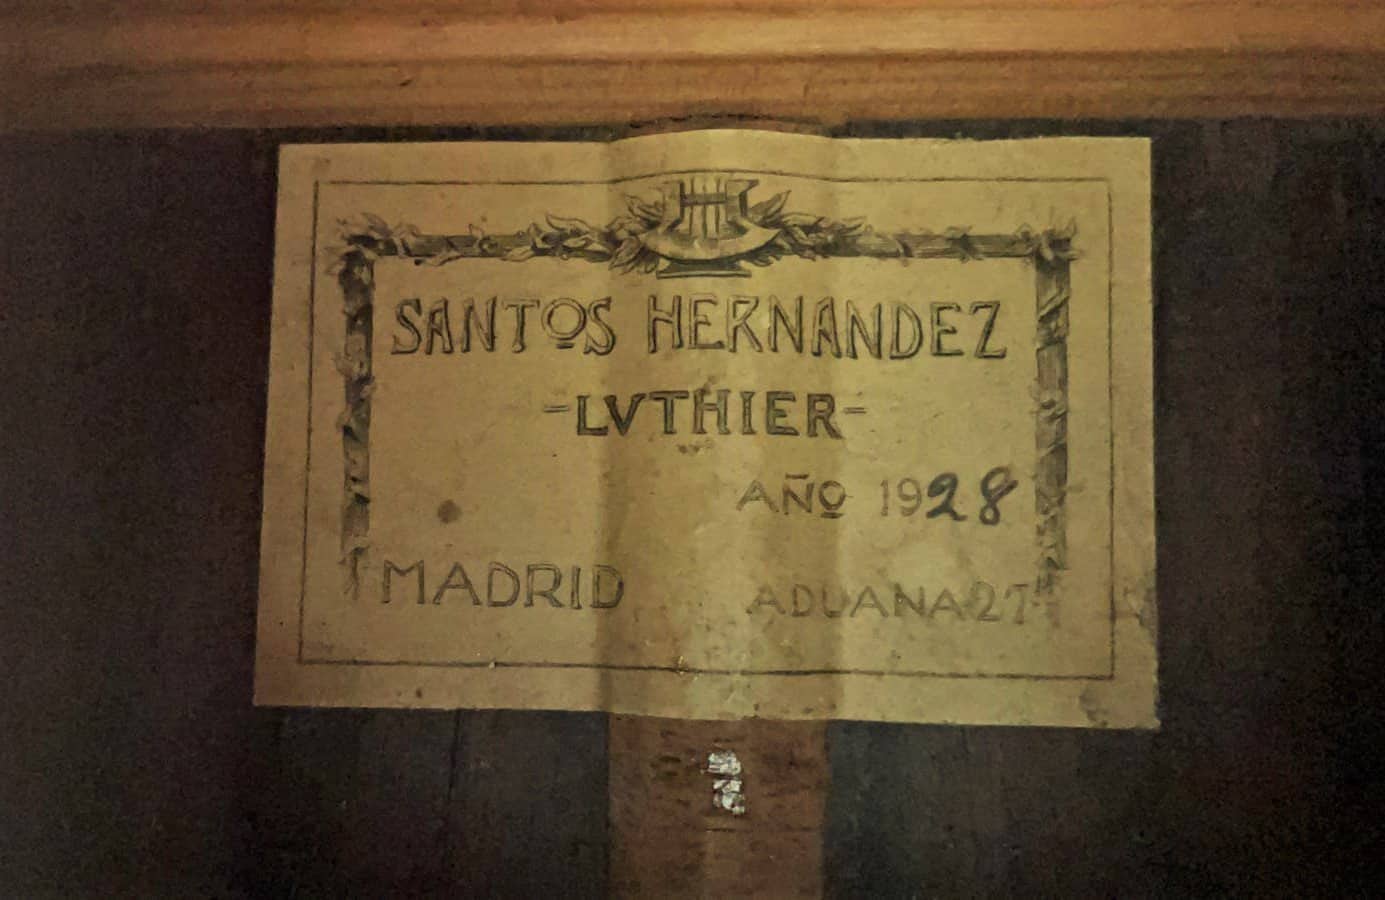 SANTOS HERNANDEZ
-LVTHIER-
AÑO 1928
MADRID ADUANA 27